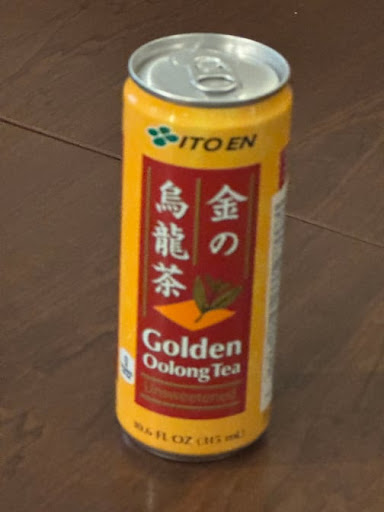 ITO EN
金の
烏龍茶
Golden
Oolong Tea
Unsweetened
10.6 FL OZ (315 mL)